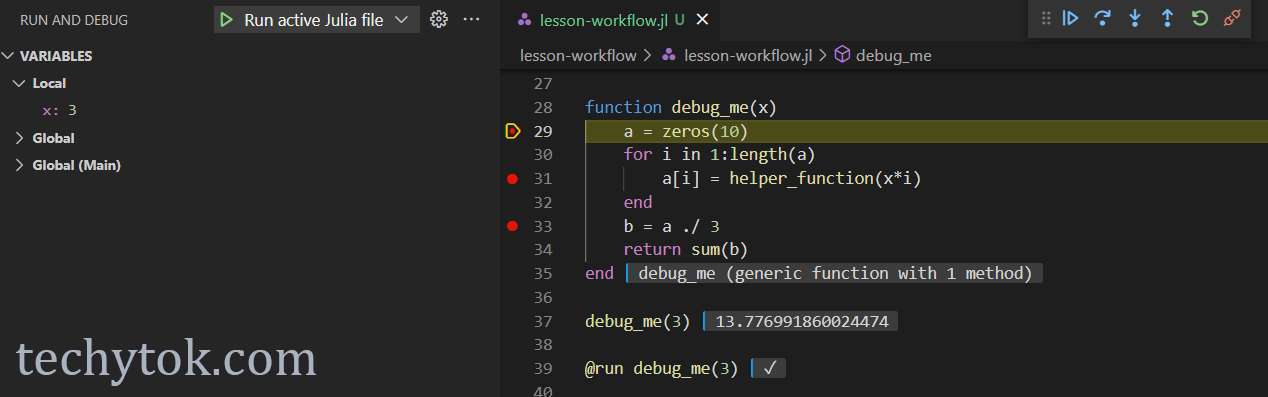 RUN AND DEBUG
Run active Julia file
VARIABLES
Local
x: 3
Global
Global (Main)
techytok.com
lesson-workflow.jl U
lesson-workflow > lesson-workflow.jl > debug_me
27
28 function debug_me(x)
29     a = zeros(10)
30     for i in 1:length(a)
31         a[i] = helper_function(x*i)
32     end
33     b = a ./ 3
34     return sum(b)
35 end debug_me (generic function with 1 method)
36
37 debug_me(3) 13.776991860024474
38
39 @run debug_me(3) ✓
40